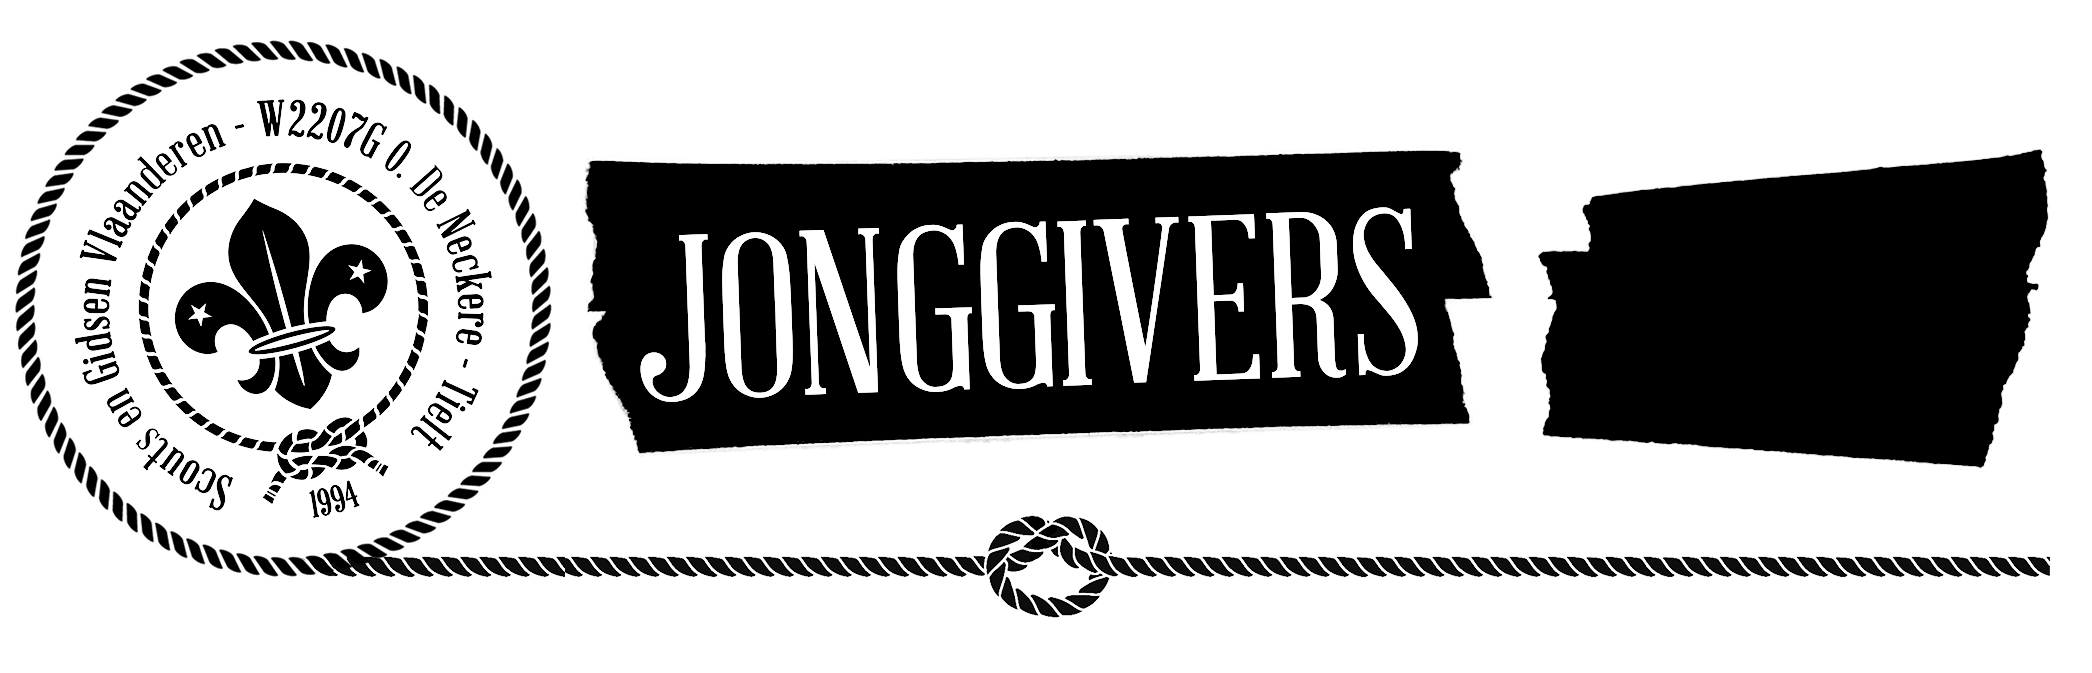 Scouts en Gidsen Vlaanderen - W2207G O. De Neckere - Tielt
1994
JONGGIVERS